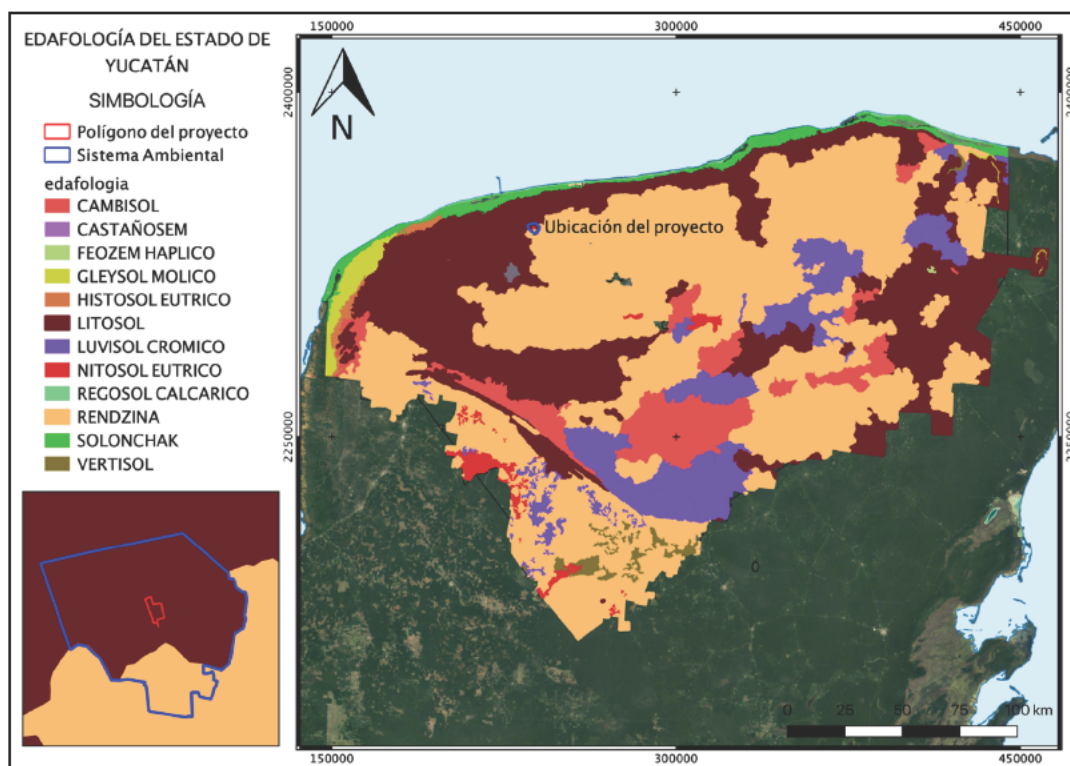 EDAFOLOGÍA DEL ESTADO DE
YUCATÁN
SIMBOLOGÍA
Polígono del proyecto
Sistema Ambiental
edafologia
CAMBISOL
CASTAÑOSEM
FEOZEM HAPLICO
GLEYSOL MOLICO
HISTOSOL EUTRICO
LITOSOL
LUVISOL CROMICO
NITOSOL EUTRICO
REGOSOL CALCARICO
RENDZINA
SOLONCHAK
VERTISOL
150000 300000 450000
2400000 2400000
N
Ubicación del proyecto
2250000 2250000
0
0 25 50 75 100 km
150000 300000 450000